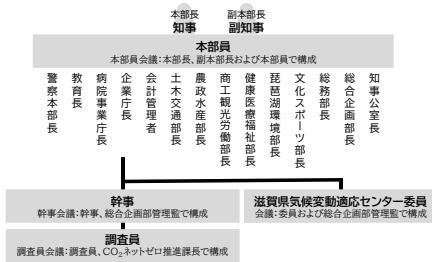 本部長 副本部長
知事 副知事
本部員
本部員会議:本部長、副本部長および本部員で構成
警察本部長
教育長
病院事業庁長
企業庁長
会計管理者
土木交通部長
農政水産部長
商工観光労働部長
健康医療福祉部長
琵琶湖環境部長
文化スポーツ部長
総務部長
総合企画部長
知事公室長
幹事
幹事会議:幹事、総合企画部管理監で構成
滋賀県気候変動適応センター委員
会議:委員および総合企画部管理監で構成
調査員
調査員会議:調査員、CO₂ネットゼロ推進課長で構成